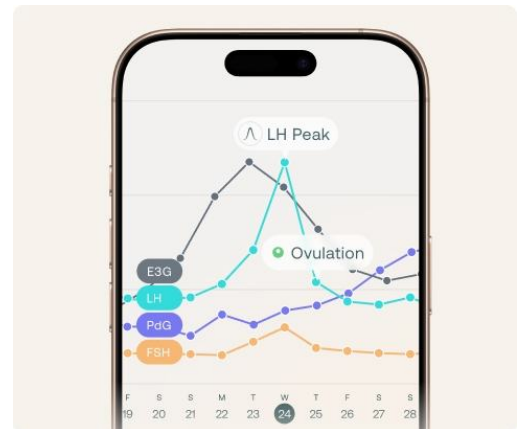 LH Peak
Ovulation
E3G
LH
PdG
FSH
F S S M T W T F S S
19 20 21 22 23 24 25 26 27 28